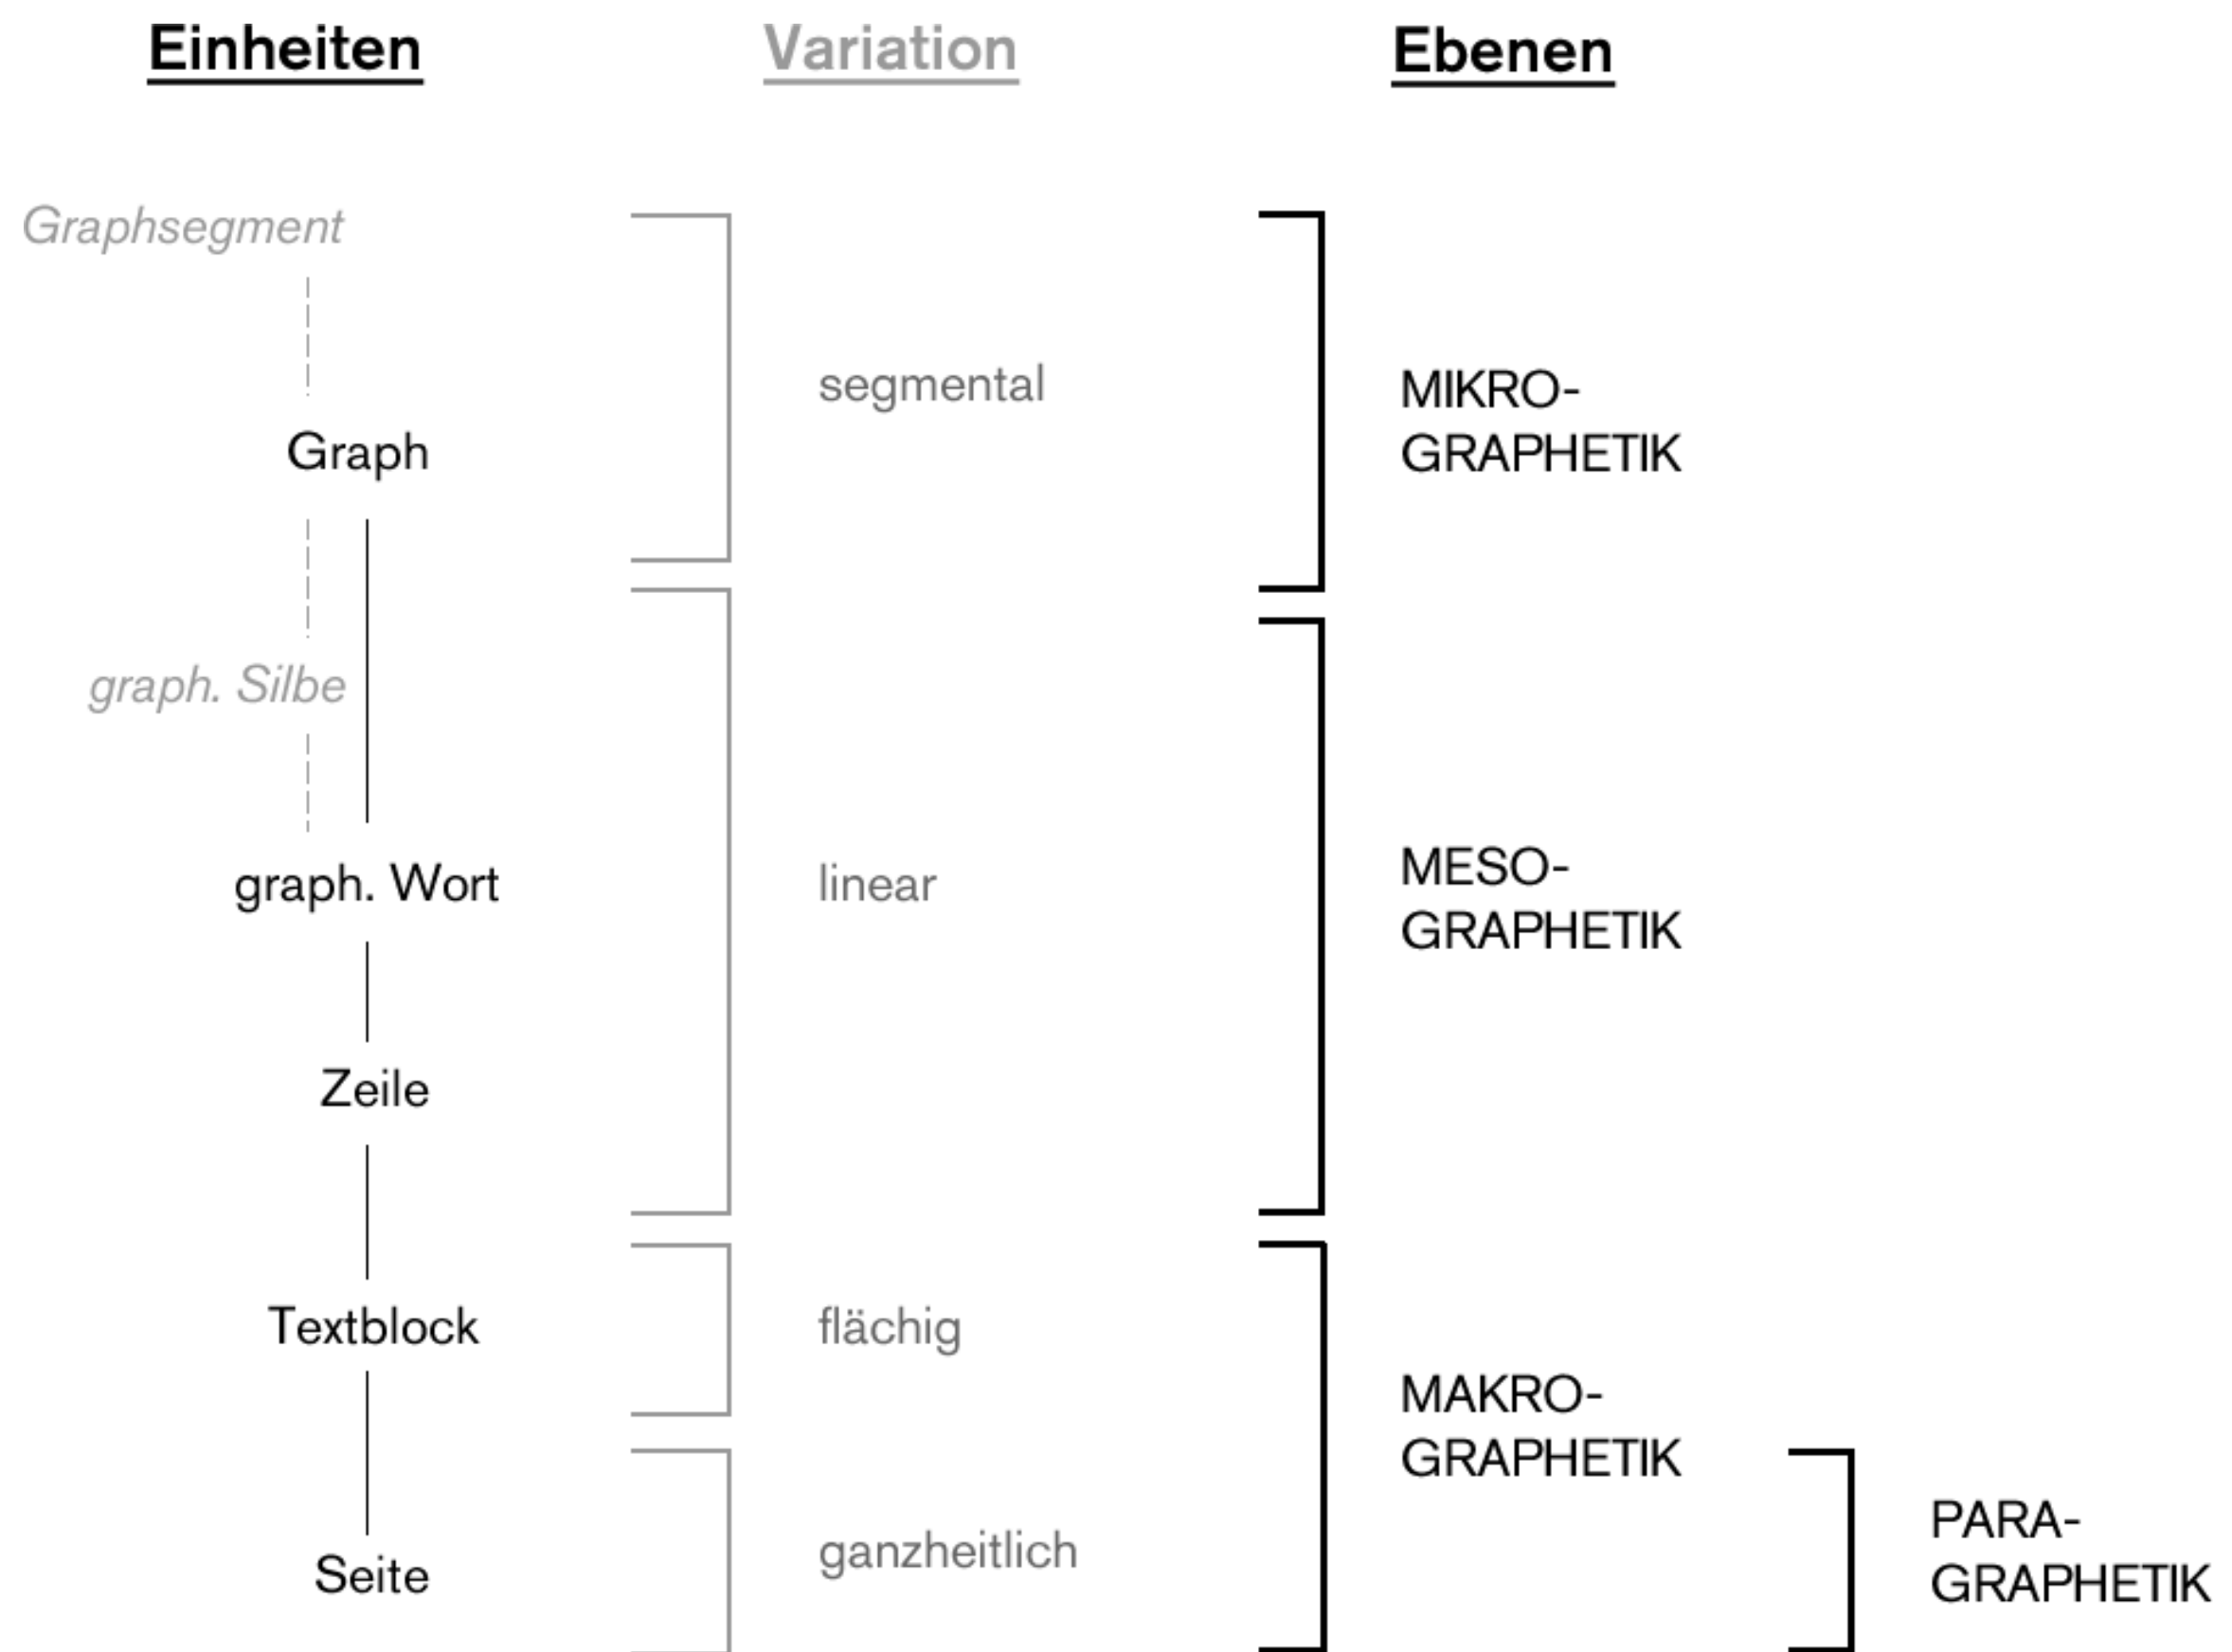 Einheiten
Variation
Ebenen
Graphsegment
segmental
MIKRO-
GRAPHETIK
Graph
graph. Silbe
graph. Wort
linear
MESO-
GRAPHETIK
Zeile
Textblock
flächig
MAKRO-
GRAPHETIK
Seite
ganzheitlich
PARA-
GRAPHETIK